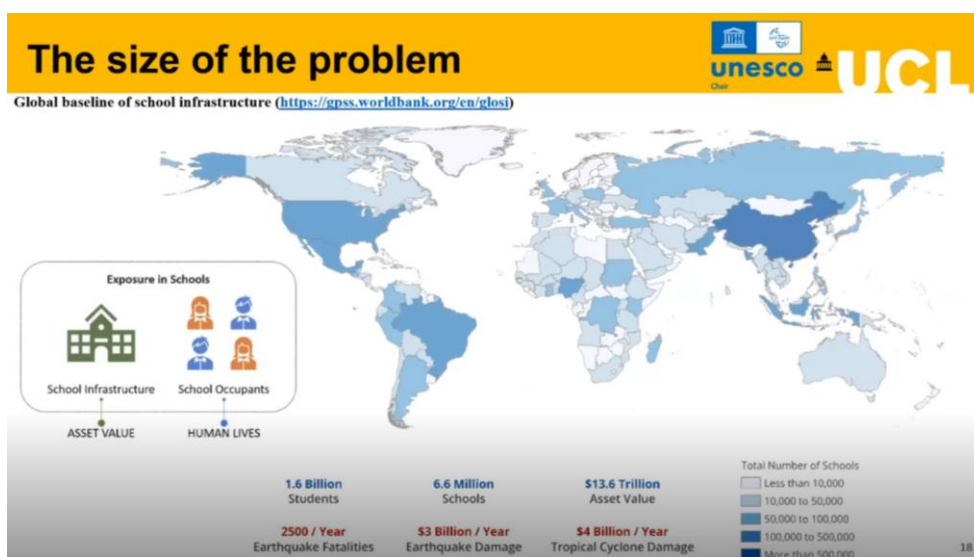 The size of the problem
unesco
Chair
UCL
Global baseline of school infrastructure (https://gpss.worldbank.org/en/glosi)
Exposure in Schools
School Infrastructure
School Occupants
ASSET VALUE
HUMAN LIVES
1.6 Billion
Students
6.6 Million
Schools
$13.6 Trillion
Asset Value
2500 / Year
Earthquake Fatalities
$3 Billion / Year
Earthquake Damage
$4 Billion / Year
Tropical Cyclone Damage
Total Number of Schools
Less than 10,000
10,000 to 50,000
50,000 to 100,000
100,000 to 500,000
More than 500,000
18